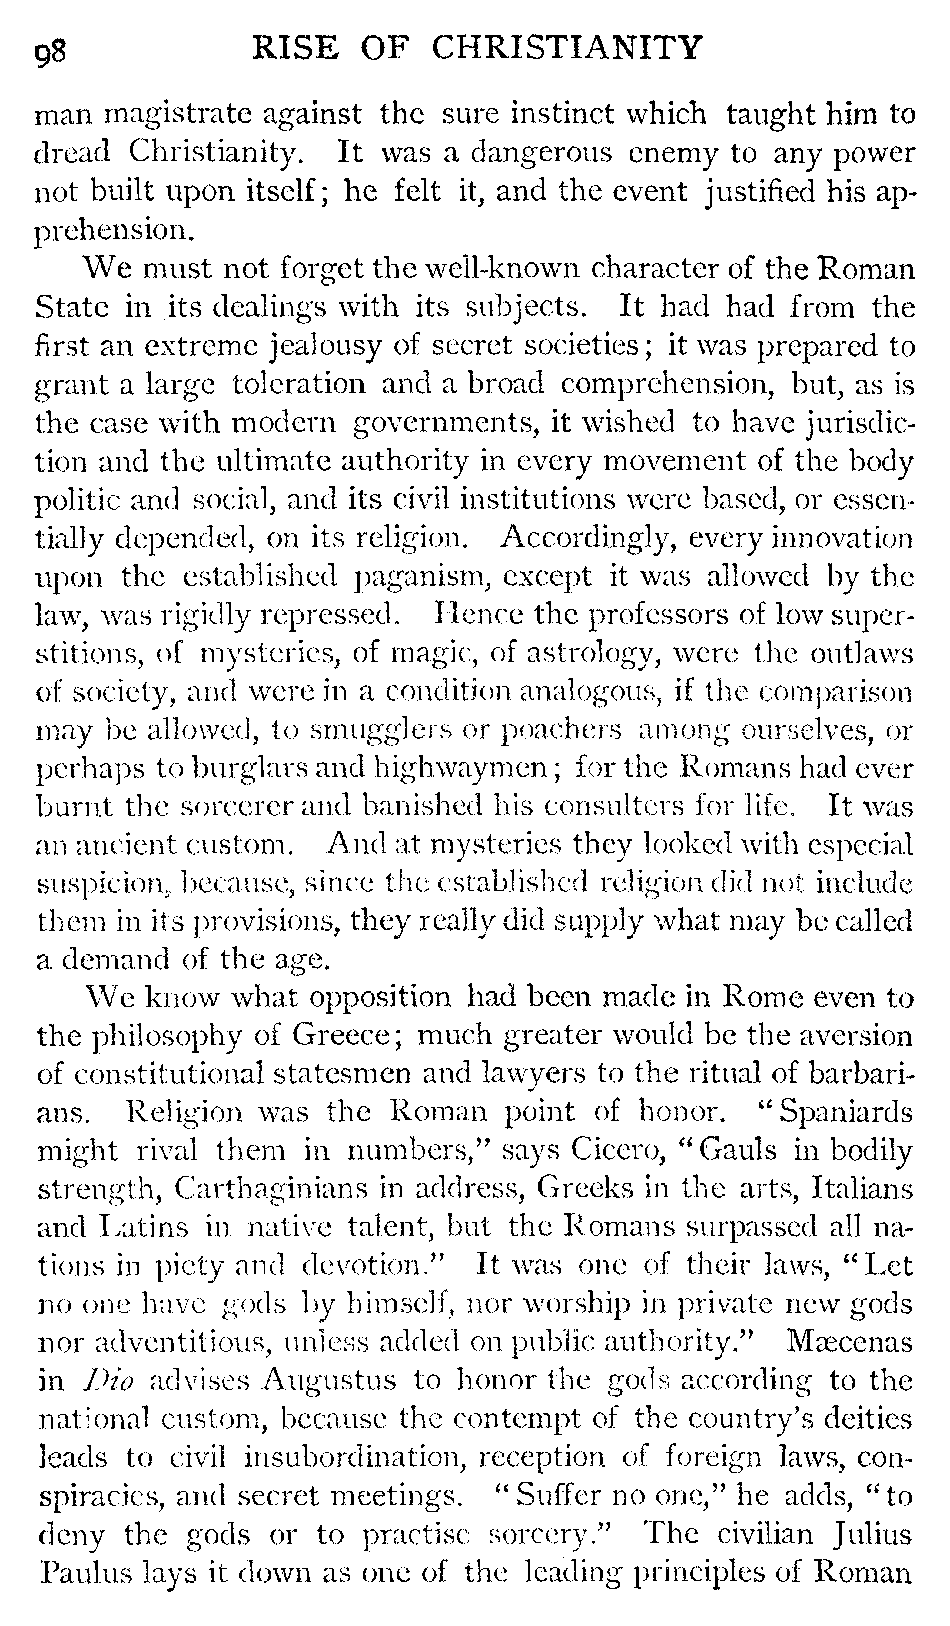 98 RISE OF CHRISTIANITY
man magistrate against the sure instinct which taught him to
dread Christianity. It was a dangerous enemy to any power
not built upon itself; he felt it, and the event justified his ap-
prehension.
We must not forget the well-known character of the Roman
State in its dealings with its subjects. It had had from the
first an extreme jealousy of secret societies; it was prepared to
grant a large toleration and a broad comprehension, but, as is
the case with modern governments, it wished to have jurisdic-
tion and the ultimate authority in every movement of the body
politic and social, and its civil institutions were based, or essen-
tially depended, on its religion. Accordingly, every innovation
upon the established paganism, except it was allowed by the
law, was rigidly repressed. Hence the professors of low super-
stitions, of mysteries, of magic, of astrology, were the outlaws
of society, and were in a condition analogous, if the comparison
may be allowed, to smugglers or poachers among ourselves, or
perhaps to burglars and highwaymen; for the Romans had ever
burnt the sorcerer and banished his consulters for life. It was
an ancient custom. And at mysteries they looked with especial
suspicion, because, since the established religion did not include
them in its provisions, they really did supply what may be called
a demand of the age.
We know what opposition had been made in Rome even to
the philosophy of Greece; much greater would be the aversion
of constitutional statesmen and lawyers to the ritual of barbari-
ans. Religion was the Roman point of honor. "Spaniards
might rival them in numbers," says Cicero, "Gauls in bodily
strength, Carthaginians in address, Greeks in the arts, Italians
and Latins in native talent, but the Romans surpassed all na-
tions in piety and devotion." It was one of their laws, "Let
no one have gods by himself, nor worship in private new gods
nor adventitious, unless added on public authority." Mæcenas
in Dio advises Augustus to honor the gods according to the
national custom, because the contempt of the country's deities
leads to civil insubordination, reception of foreign laws, con-
spiracies, and secret meetings. "Suffer no one," he adds, "to
deny the gods or to practise sorcery." The civilian Julius
Paulus lays it down as one of the leading principles of Roman